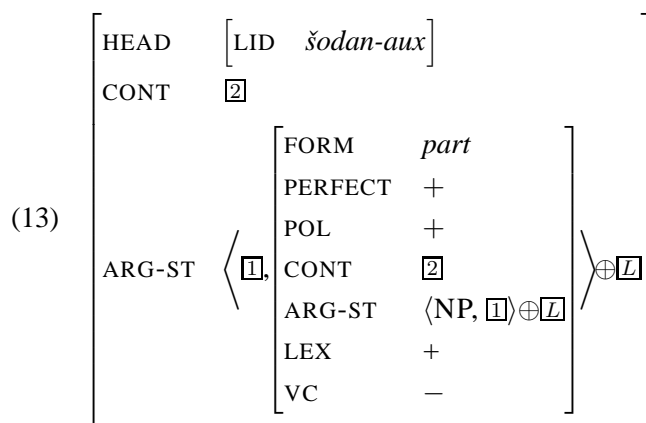 HEAD [LID šodan-aux]
CONT 2
FORM part
PERFECT +
POL +
(13) ARG-ST ⟨1, CONT 2 ⟩⊕L
ARG-ST ⟨NP, 1⟩⊕L
LEX +
VC −